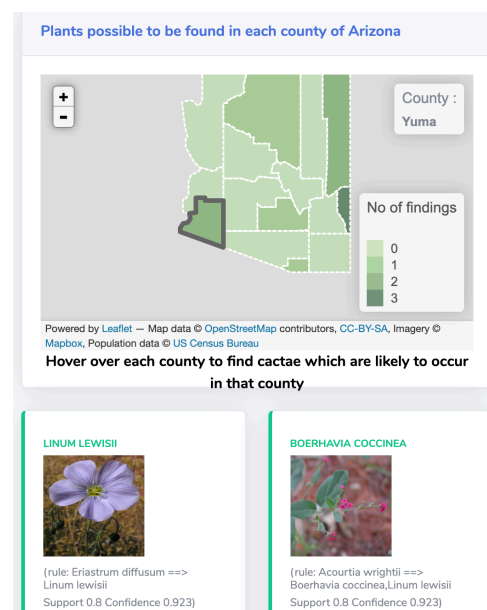 Plants possible to be found in each county of Arizona
+
-
County :
Yuma
No of findings
0
1
2
3
Powered by Leaflet — Map data © OpenStreetMap contributors, CC-BY-SA, Imagery ©
Mapbox, Population data © US Census Bureau
Hover over each county to find cactae which are likely to occur
in that county
LINUM LEWISII
(rule: Eriastrum diffusum ==>
Linum lewisii
Support 0.8 Confidence 0.923)
BOERHAVIA COCCINEA
(rule: Acourtia wrightii ==>
Boerhavia coccinea,Linum lewisii
Support 0.8 Confidence 0.923)